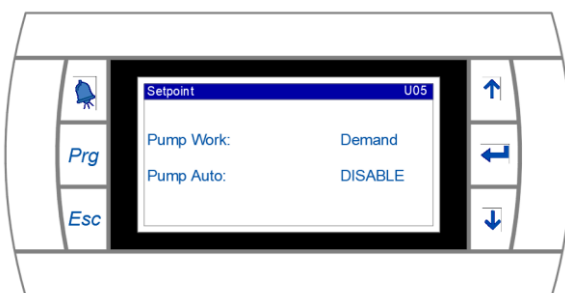 Setpoint U05
Prg
Pump Work: Demand
Pump Auto: DISABLE
Esc